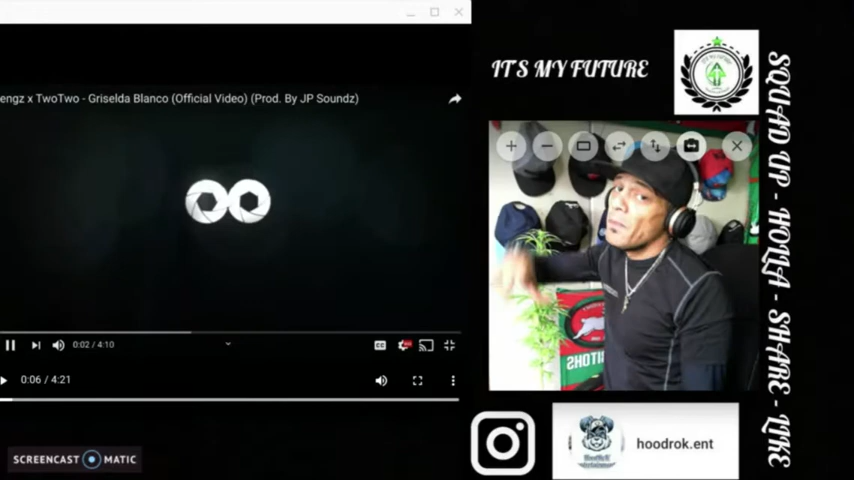 IT'S MY FUTURE
engz x TwoTwo - Griselda Blanco (Official Video) (Prod. By JP Soundz)
SQUAD UP - HOLLA - SHARE - LIKE
0:02 / 4:10
CC
0:06 / 4:21
hoodrok.ent
SCREENCAST MATIC